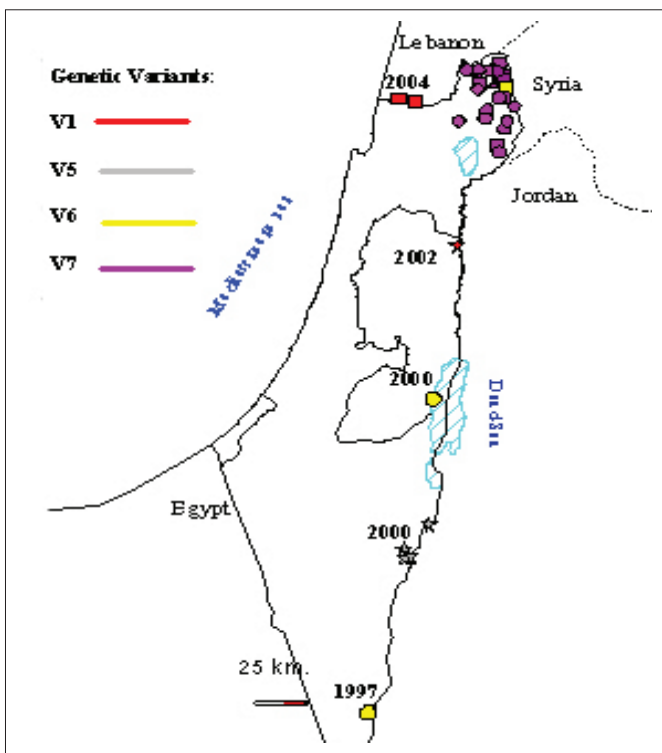 Lebanon
Genetic Variants:
2004
Syria
V1
V5
Jordan
V6
V7
2002
2000
Egypt
2000
25 km.
1997